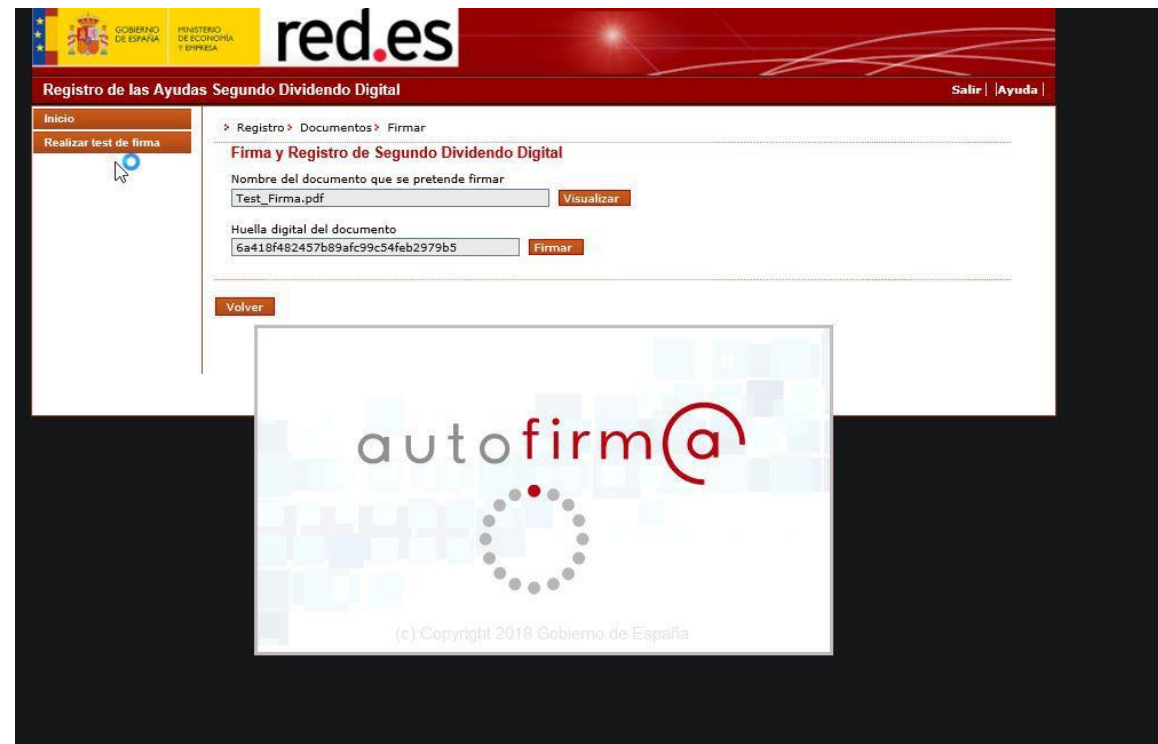 GOBIERNO
DE ESPAÑA
MINISTERIO
DE ECONOMÍA
Y EMPRESA
red.es
Registro de las Ayudas Segundo Dividendo Digital
Salir | |Ayuda |
Inicio
Realizar test de firma
Registro Documentos Firmar
Firma y Registro de Segundo Dividendo Digital
Nombre del documento que se pretende firmar
Test_Firma.pdf Visualizar
Huella digital del documento
6a418f482457b89afc99c54feb2979b5 Firmar
Volver
autofirm@
(c) Copyright 2018 Gobierno de España